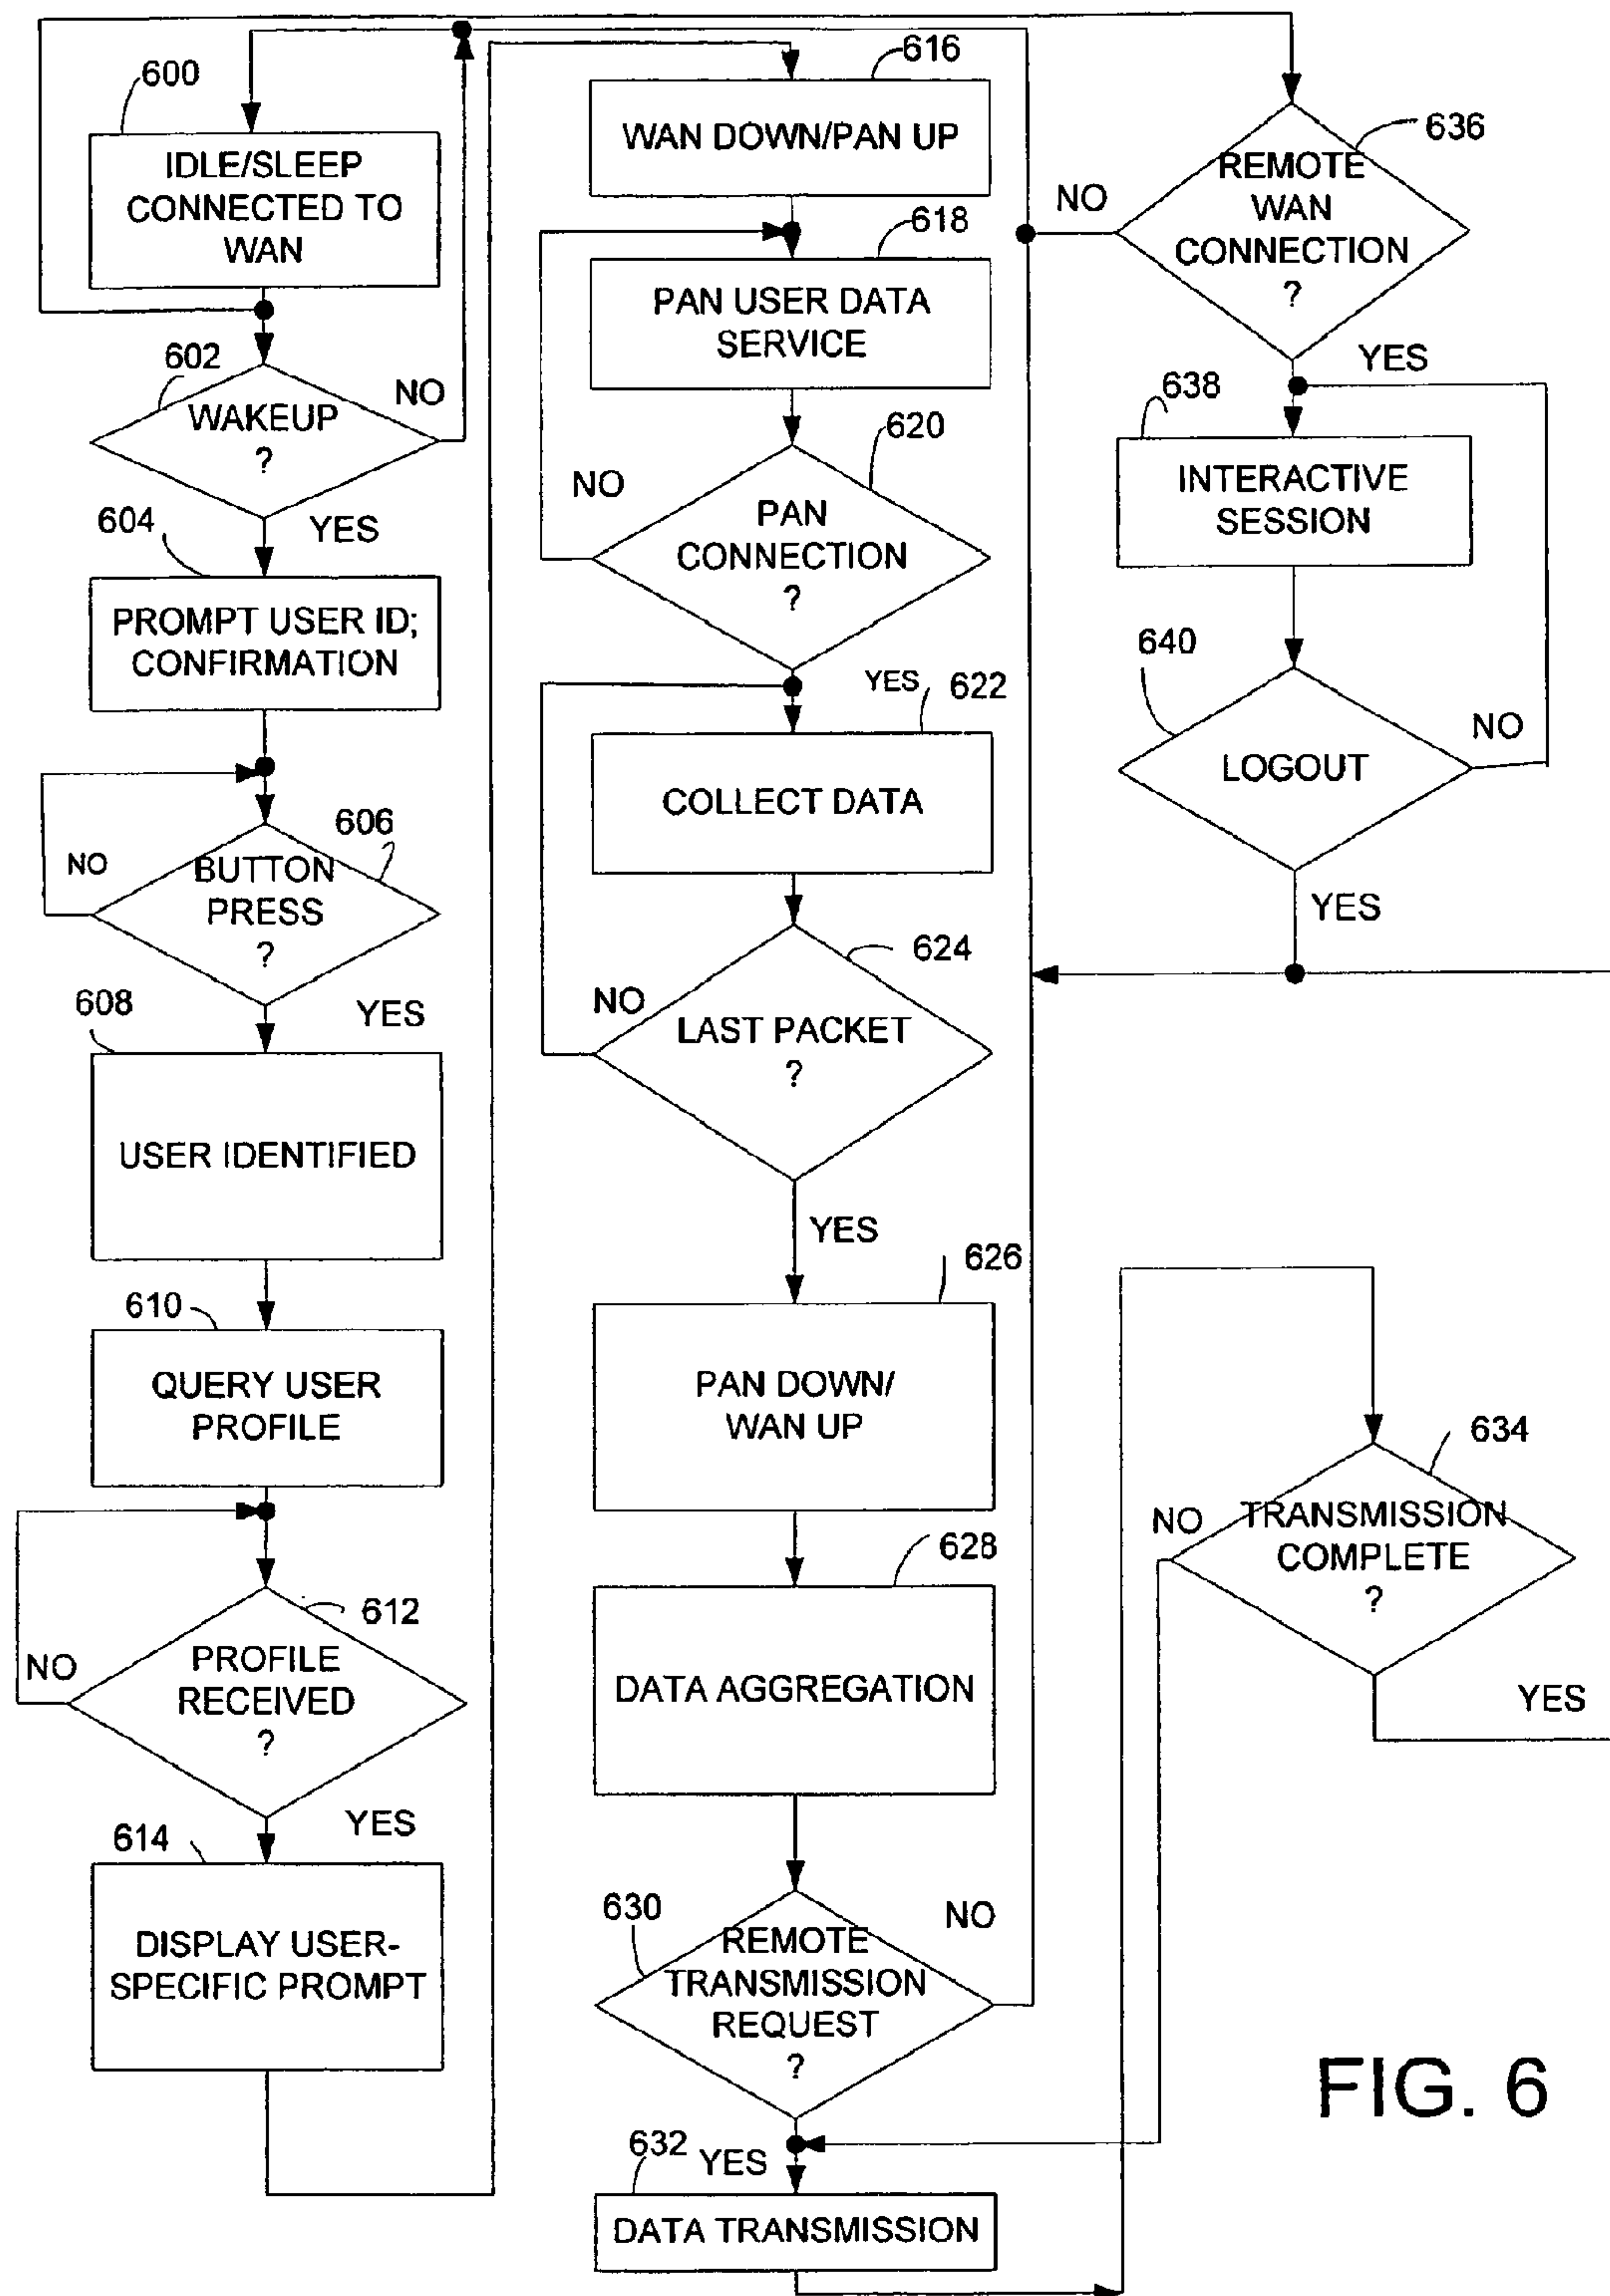 600
IDLE/SLEEP
CONNECTED TO
WAN
602
WAKEUP
?
NO
YES
604
PROMPT USER ID;
CONFIRMATION
606
BUTTON
PRESS
?
NO
YES
608
USER IDENTIFIED
610
QUERY USER
PROFILE
612
PROFILE
RECEIVED
?
NO
YES
614
DISPLAY USER-
SPECIFIC PROMPT
616
WAN DOWN/PAN UP
618
PAN USER DATA
SERVICE
620
PAN
CONNECTION
?
NO
YES
622
COLLECT DATA
624
LAST PACKET
?
NO
YES
626
PAN DOWN/
WAN UP
628
DATA AGGREGATION
630
REMOTE
TRANSMISSION
REQUEST
?
NO
YES
632
DATA TRANSMISSION
636
REMOTE
WAN
CONNECTION
?
NO
YES
638
INTERACTIVE
SESSION
640
LOGOUT
NO
YES
634
TRANSMISSION
COMPLETE
?
NO
YES
FIG. 6